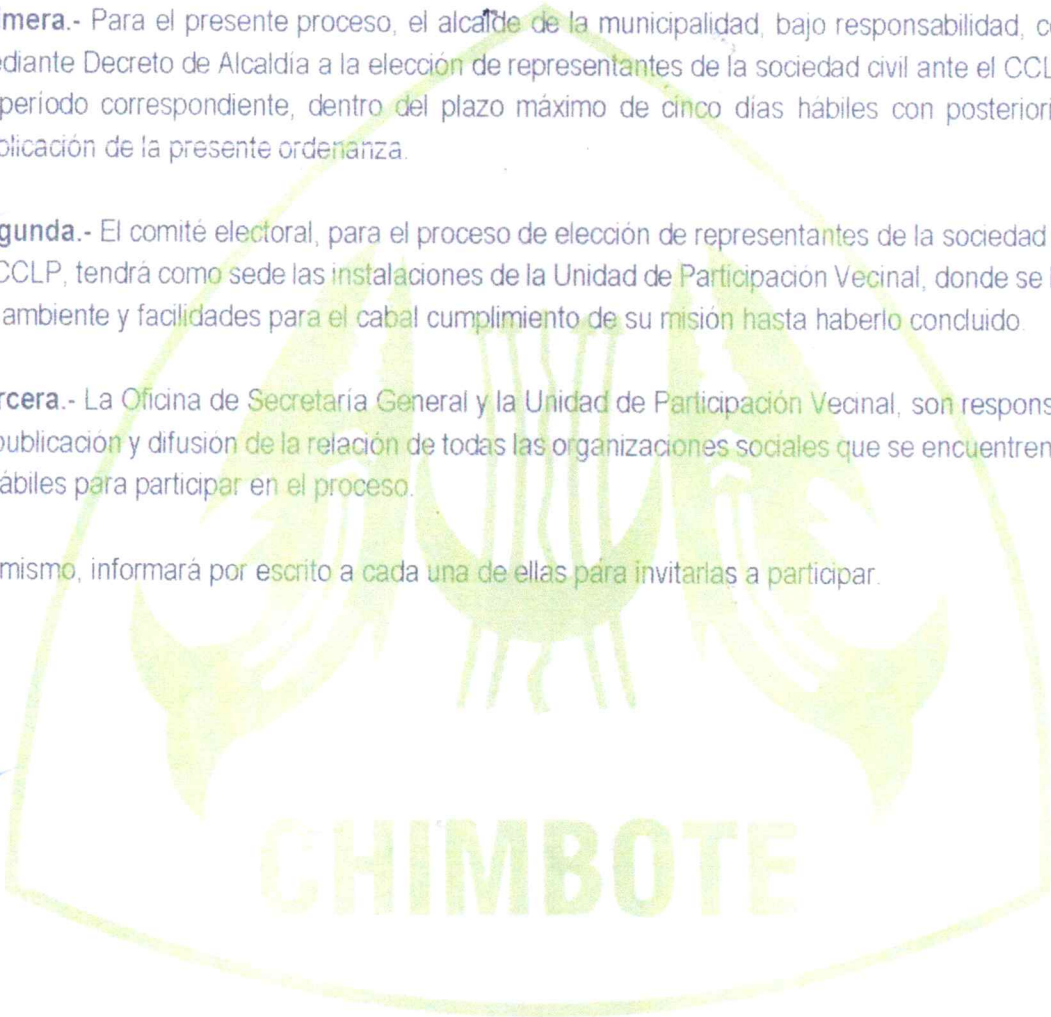 mera.- Para el presente proceso, el alcalde de la municipalidad, bajo responsabilidad, c
ediante Decreto de Alcaldía a la elección de representantes de la sociedad civil ante el CCL
período correspondiente, dentro del plazo máximo de cinco días hábiles con posteriori
blicación de la presente ordenanza.
gunda.- El comité electoral, para el proceso de elección de representantes de la sociedad
CCLP, tendrá como sede las instalaciones de la Unidad de Participación Vecinal, donde se
ambiente y facilidades para el cabal cumplimiento de su misión hasta haberlo concluido.
rcera.- La Oficina de Secretaría General y la Unidad de Participación Vecinal, son respons
publicación y difusión de la relación de todas las organizaciones sociales que se encuentren
ábiles para participar en el proceso.
mismo, informará por escrito a cada una de ellas para invitarlas a participar.
CHIMBOTE